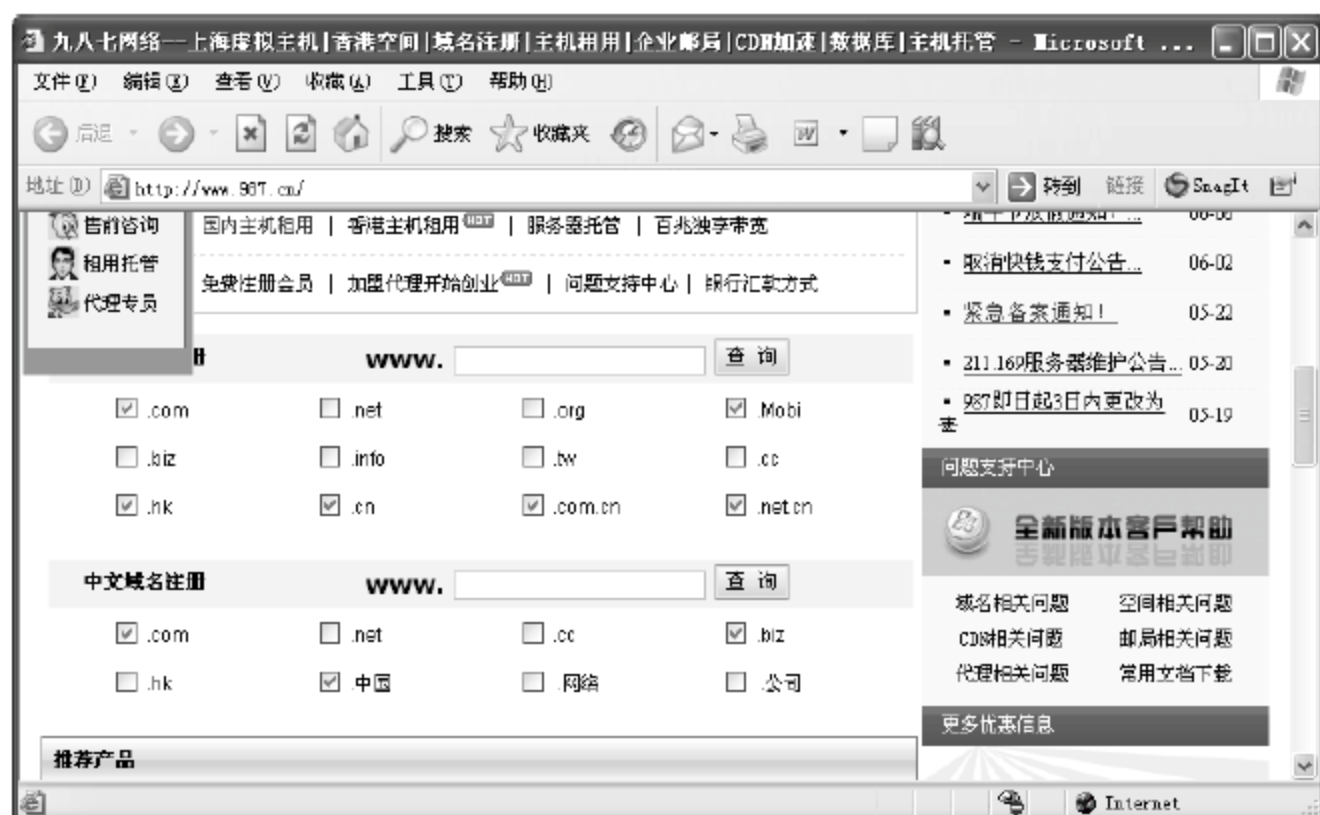 九八七网络--上海虚拟主机|香港空间|域名注册|主机租用|企业邮局|CDN加速|数据库|主机托管 - Microsoft ...
文件(F) 编辑(E) 查看(V) 收藏(A) 工具(T) 帮助(H)
后退 搜索 收藏夹
地址(D) http://www.987.cn/ 转到 链接 SnagIt
售前咨询
租用托管
代理专员
国内主机租用 | 香港主机租用 HOT | 服务器托管 | 百兆独享带宽
免费注册会员 | 加盟代理开始创业 HOT | 问题支持中心 | 银行汇款方式
册 www. 查 询
.com .net .org .Mobi
.biz .info .tw .cc
.hk .cn .com.cn .net.cn
中文域名注册 www. 查 询
.com .net .cc .biz
.hk .中国 .网络 .公司
推荐产品
取消快钱支付公告... 06-02
紧急备案通知! 05-22
211.169服务器维护公告... 05-20
987即日起3日内更改为 05-19
问题支持中心
全新版本客户帮助
域名相关问题 空间相关问题
CDN相关问题 邮局相关问题
代理相关问题 常用文档下载
更多优惠信息
Internet